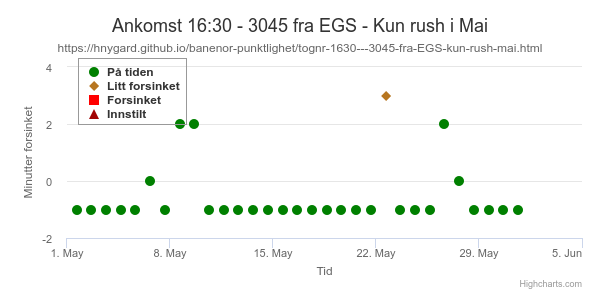 Ankomst 16:30 - 3045 fra EGS - Kun rush i Mai
https://hnygard.github.io/banenor-punktlighet/tognr-1630---3045-fra-EGS-kun-rush-mai.html
På tiden
Litt forsinket
Forsinket
Innstilt
Minutter forsinket
4
2
0
-2
1. May 8. May 15. May 22. May 29. May 5. Jun
Tid
Highcharts.com